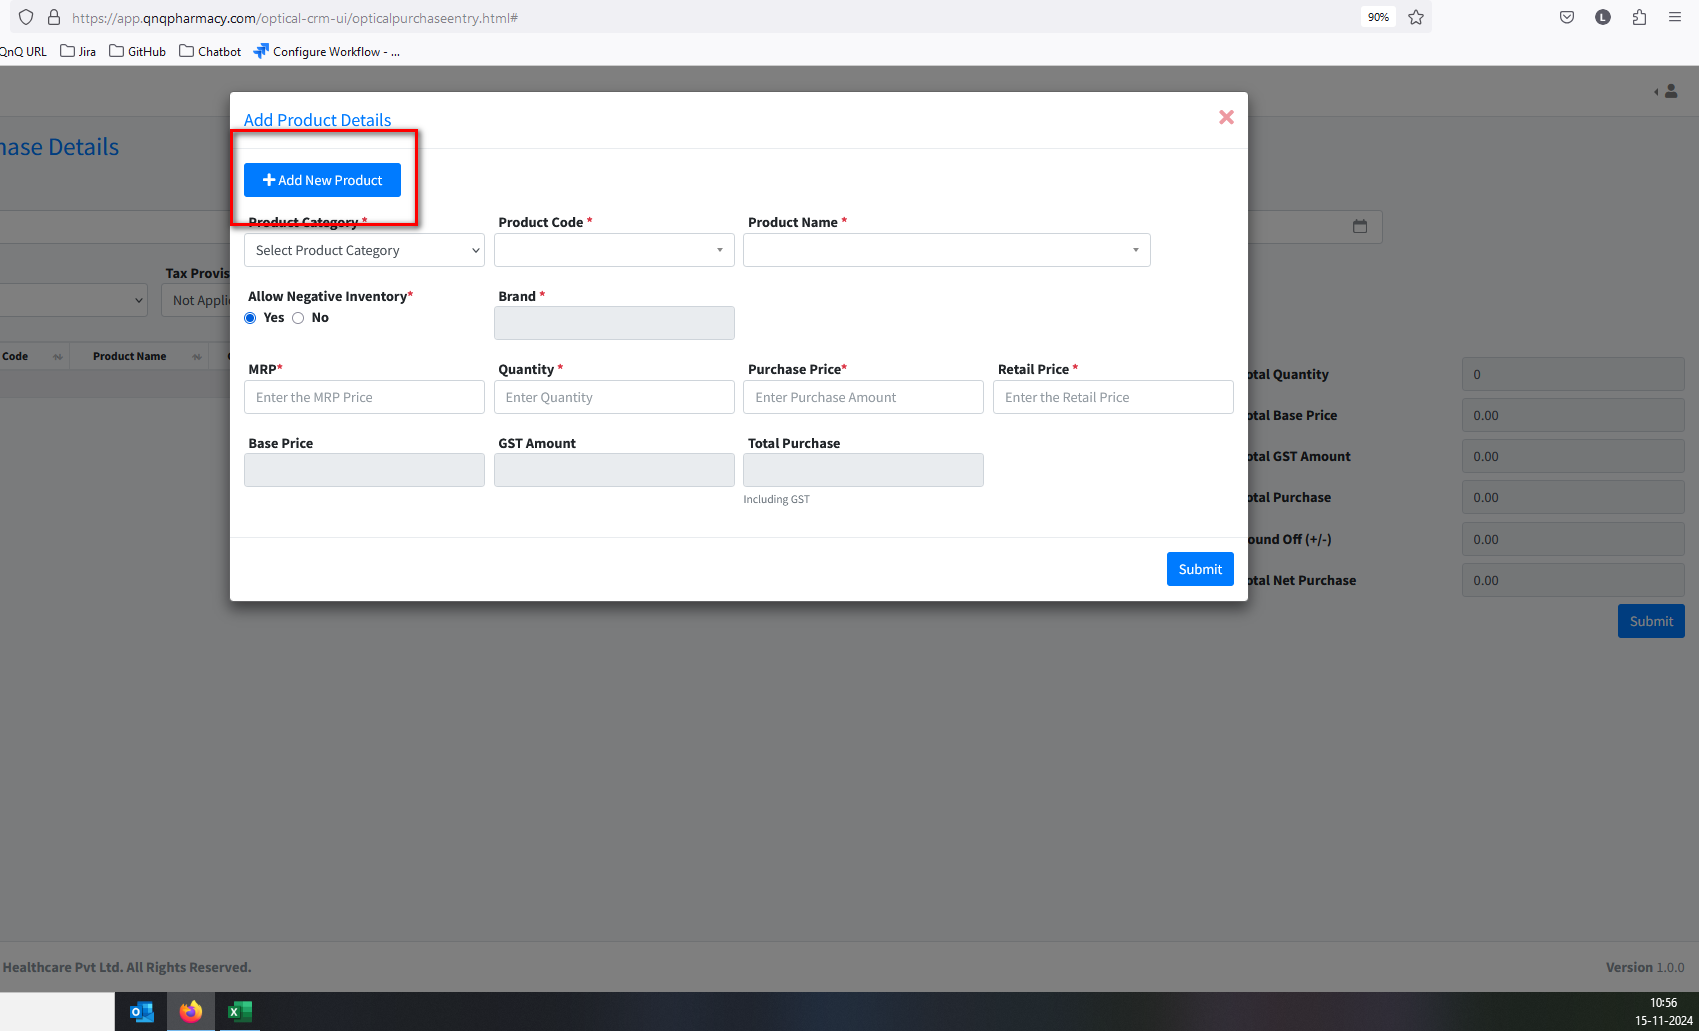 https://app.qnqpharmacy.com/optical-crm-ui/opticalpurchaseentry.html#
90%
L
QnQ URL
Jira
GitHub
Chatbot
Configure Workflow - ...
Add Product Details
Details
Add New Product
Product Category *
Product Code *
Product Name *
Select Product Category
Tax Provis
Not Appli
Allow Negative Inventory*
Brand *
Yes
No
Code
Product Name
MRP*
Quantity *
Purchase Price*
Retail Price *
Enter the MRP Price
Enter Quantity
Enter Purchase Amount
Enter the Retail Price
otal Quantity
0
otal Base Price
0.00
Base Price
GST Amount
Total Purchase
otal GST Amount
0.00
Including GST
otal Purchase
0.00
ound Off (+/-)
0.00
Submit
otal Net Purchase
0.00
Submit
Healthcare Pvt Ltd. All Rights Reserved.
Version 1.0.0
10:56
15-11-2024